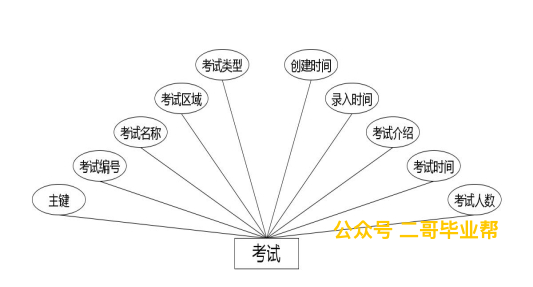 考试类型
创建时间
考试区域
录入时间
考试名称
考试介绍
考试编号
考试时间
主键
考试人数
公众号 二哥毕业帮
考试